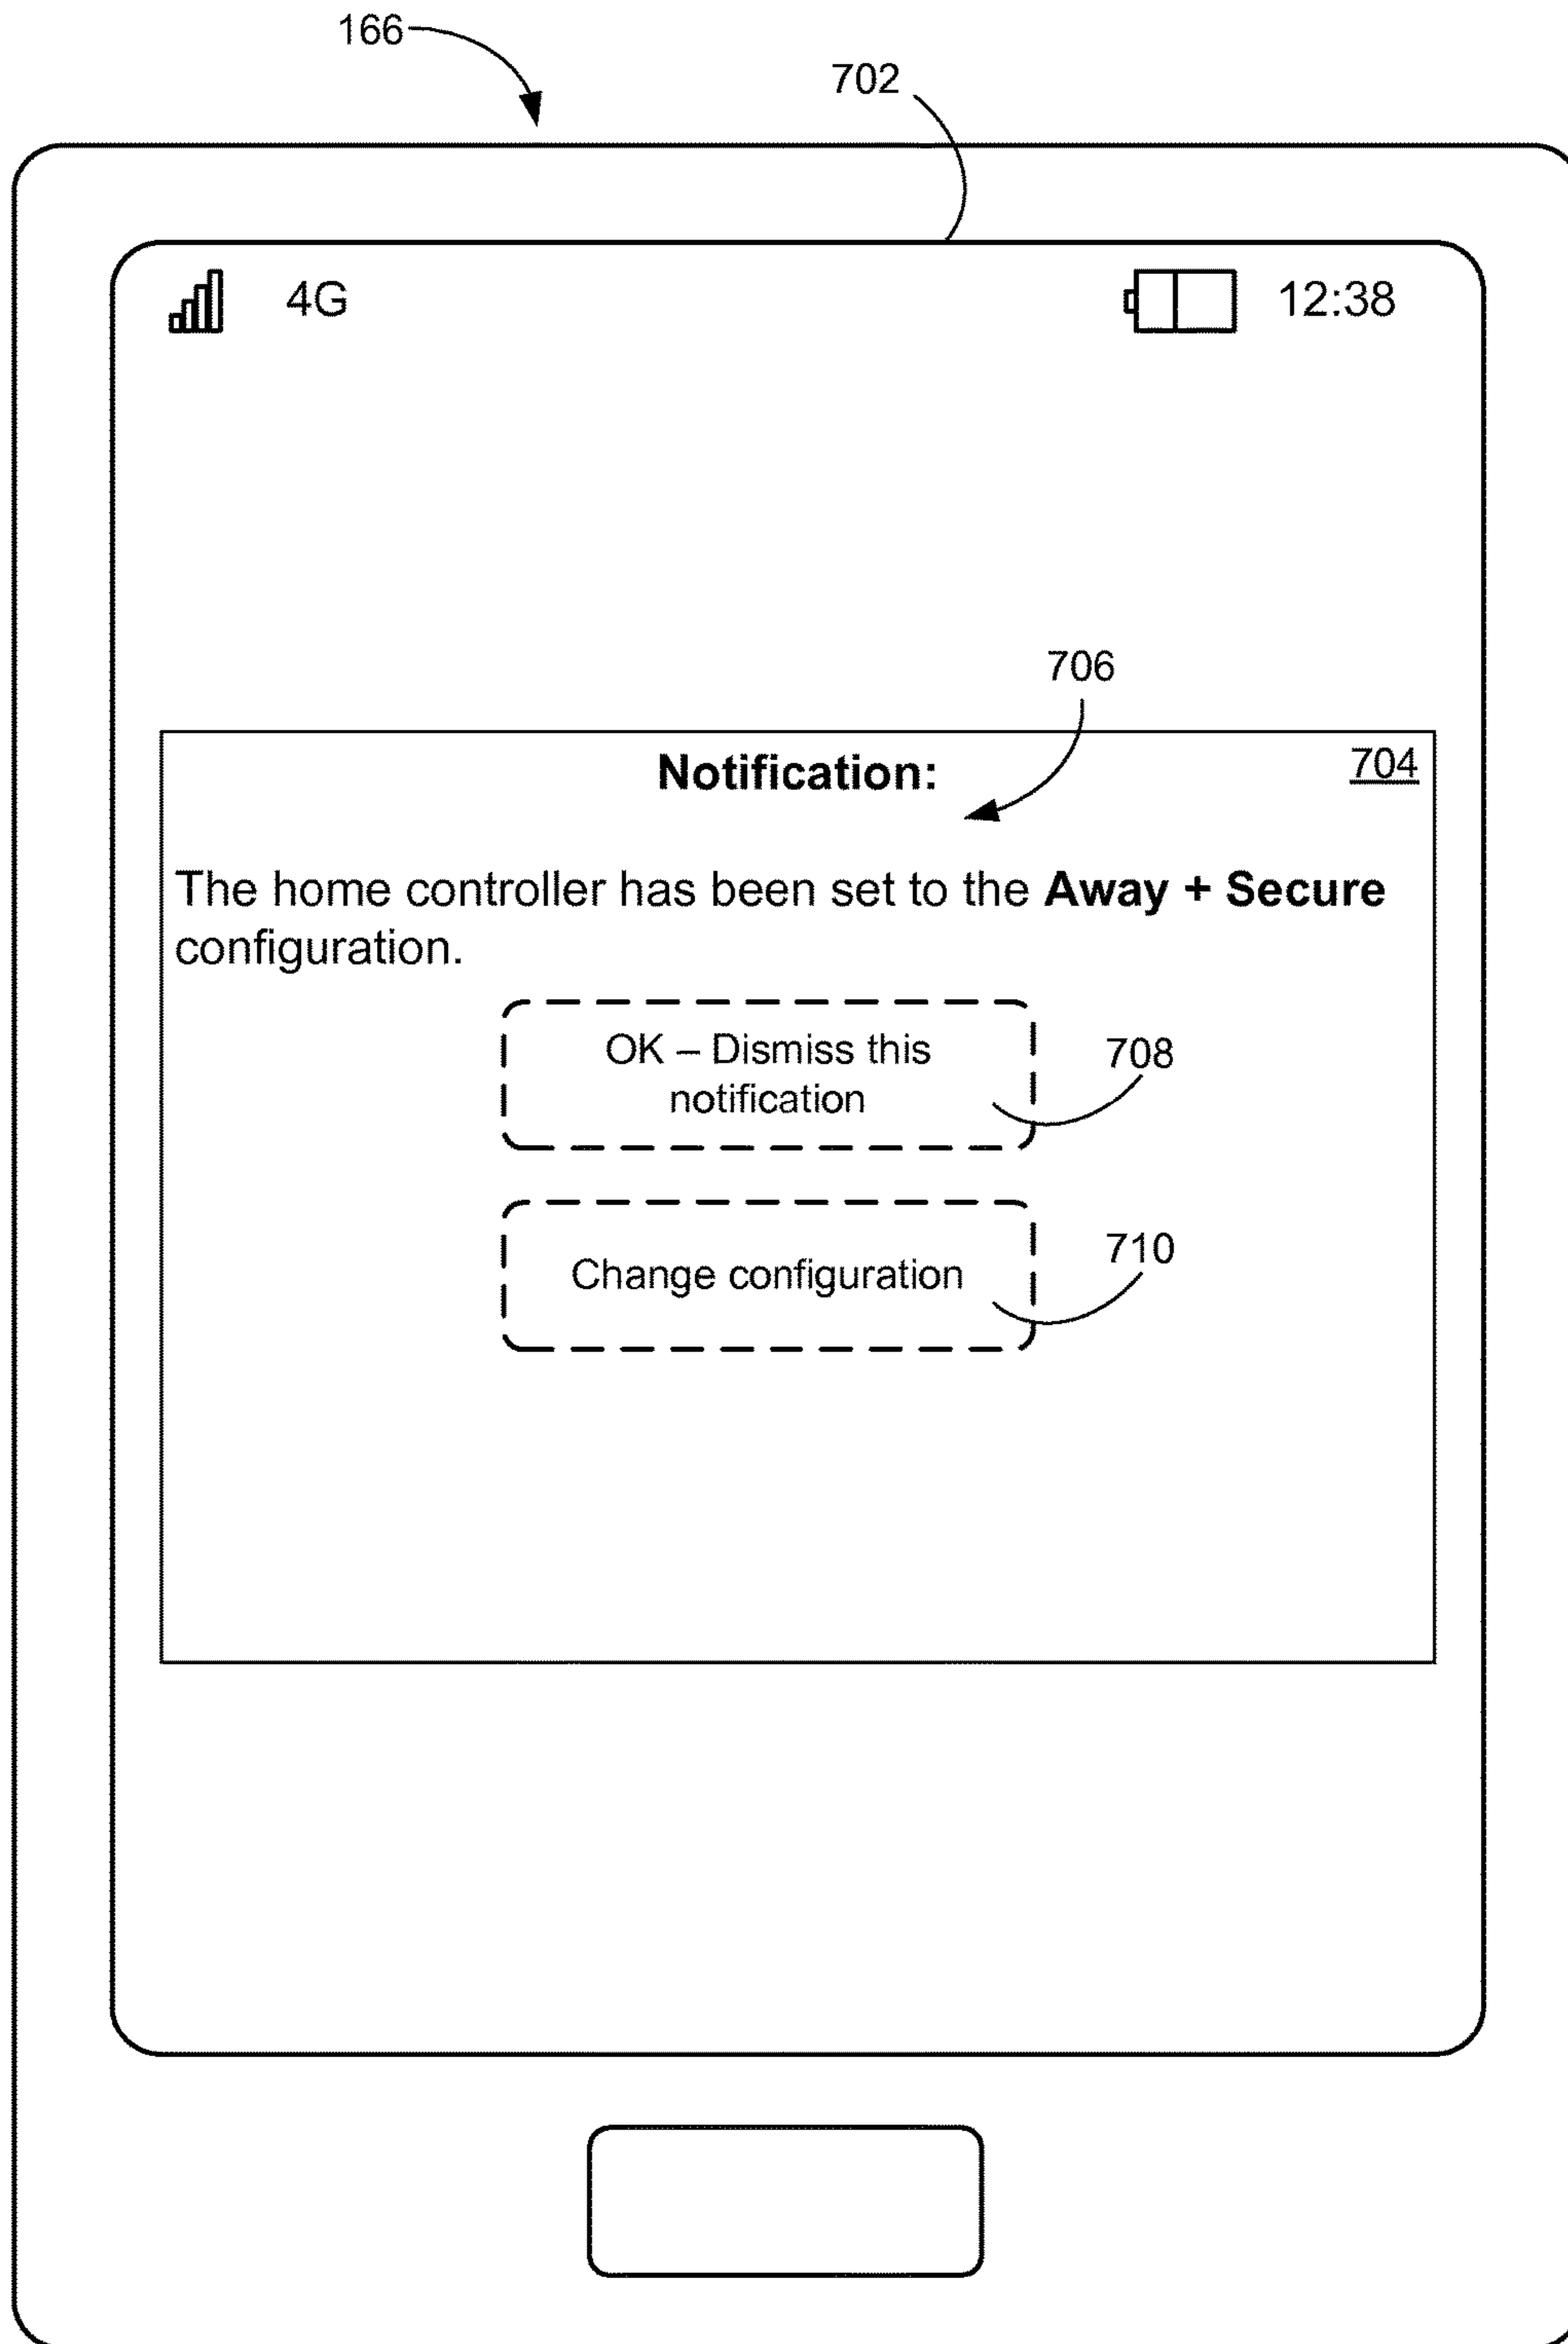 166
702
4G
12:38
706
Notification:
704
The home controller has been set to the Away + Secure
configuration.
OK – Dismiss this
notification
708
Change configuration
710